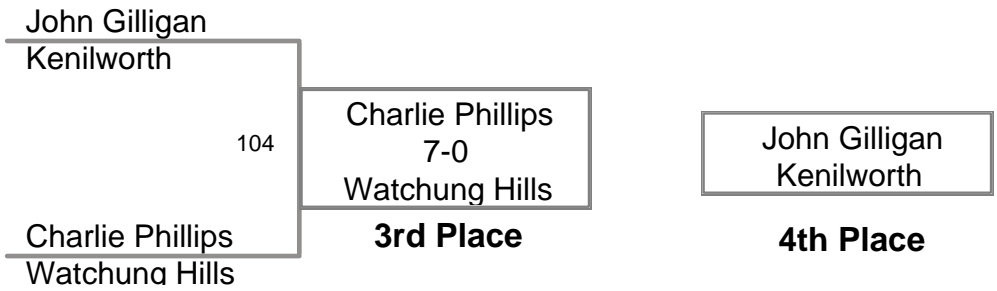 John Gilligan
Kenilworth
104
Charlie Phillips
Watchung Hills
Charlie Phillips
7-0
Watchung Hills
3rd Place
John Gilligan
Kenilworth
4th Place